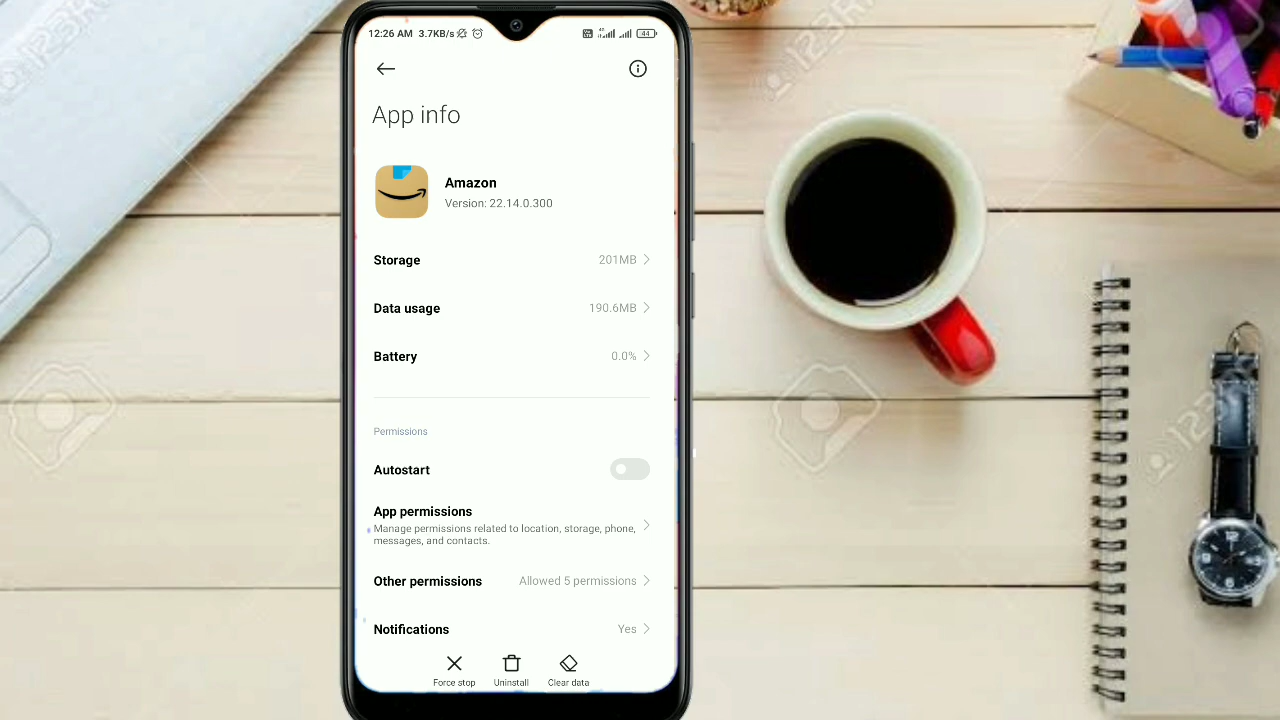 12:26 AM 3.7KB/s 44
App info
Amazon
Version: 22.14.0.300
Storage 201MB
Data usage 190.6MB
Battery 0.0%
Permissions
Autostart
App permissions
Manage permissions related to location, storage, phone,
messages, and contacts.
Other permissions Allowed 5 permissions
Notifications Yes
Force stop Uninstall Clear data